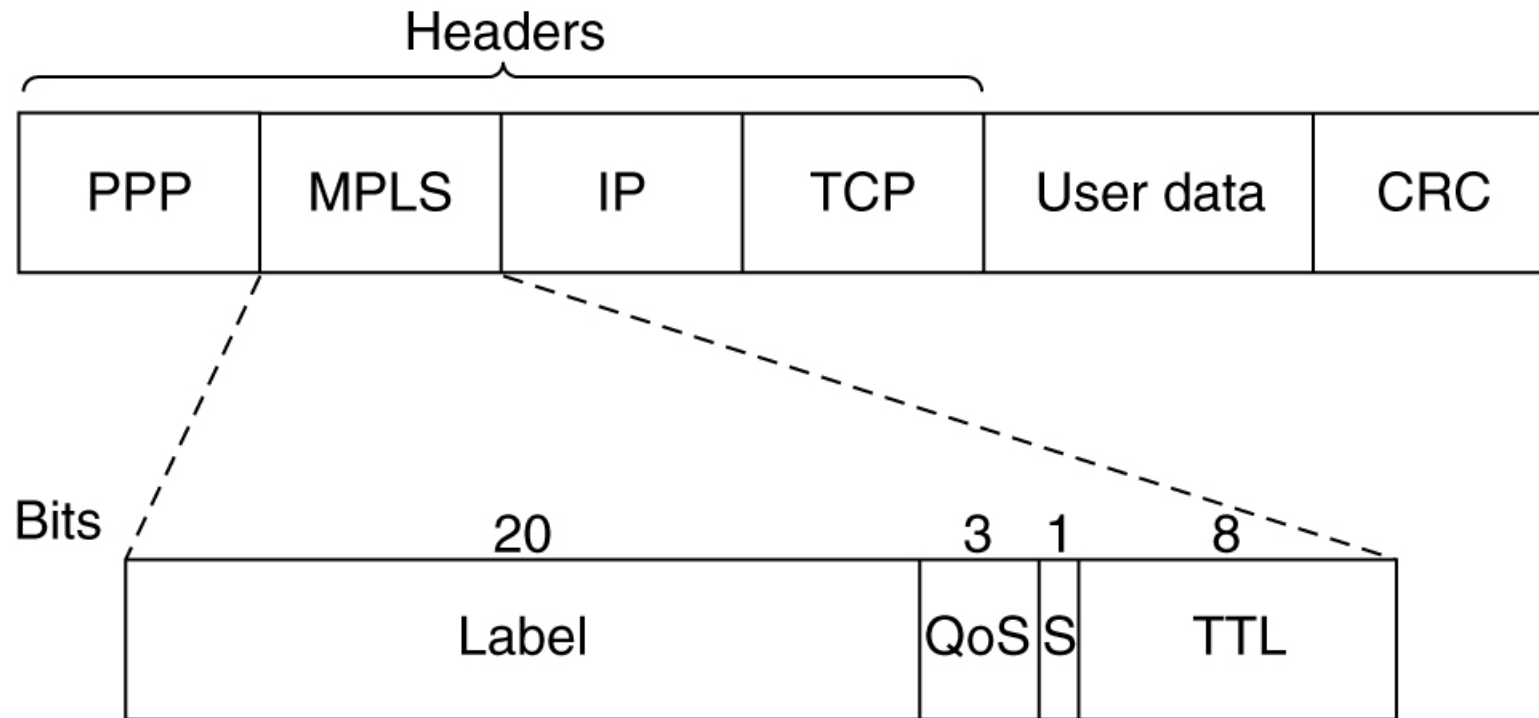 Headers
PPP MPLS IP TCP User data CRC
Bits 20 3 1 8
Label QoS S TTL